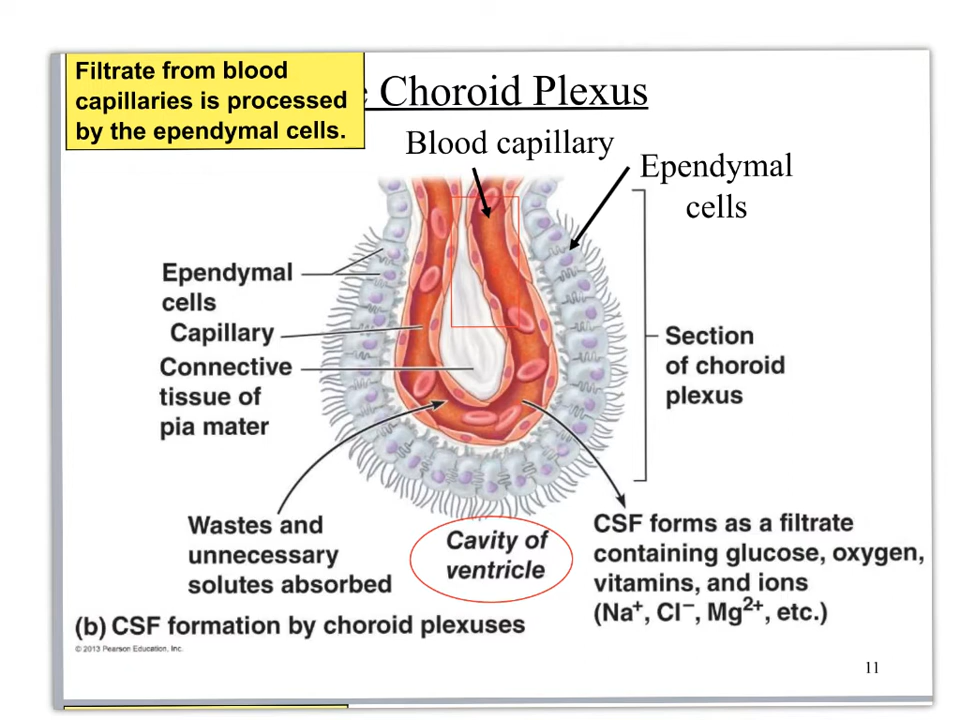 Filtrate from blood
capillaries is processed
by the ependymal cells.
Choroid Plexus
Blood capillary
Ependymal
cells
Ependymal
cells
Capillary
Connective
tissue of
pia mater
Section
of choroid
plexus
Wastes and
unnecessary
solutes absorbed
Cavity of
ventricle
CSF forms as a filtrate
containing glucose, oxygen,
vitamins, and ions
(Na⁺, Cl⁻, Mg²⁺, etc.)
(b) CSF formation by choroid plexuses
© 2013 Pearson Education, Inc.
11